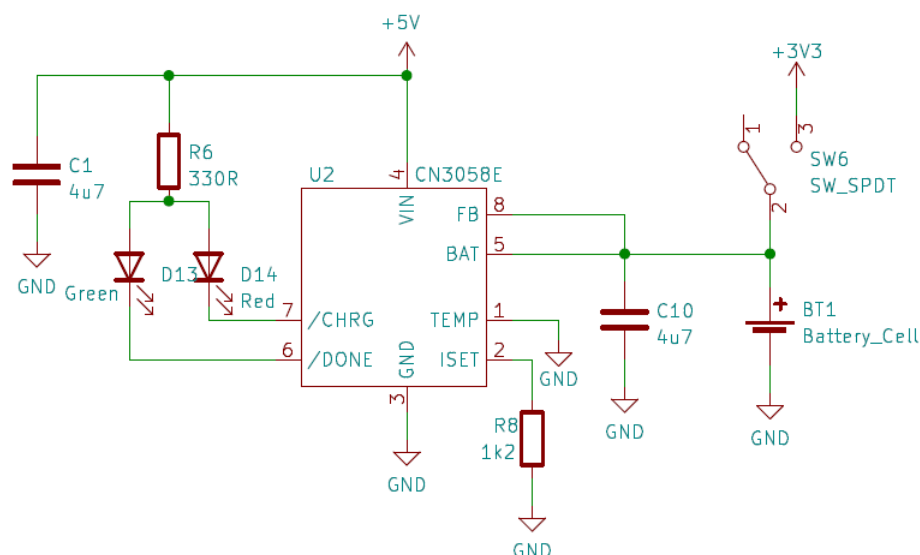 +5V
+3V3
1
3
SW6
SW_SPDT
2
C1
4u7
GND
R6
330R
U2
CN3058E
4
VIN
FB
8
BAT
5
D13
Green
D14
Red
7
/CHRG
TEMP
1
6
/DONE
ISET
2
GND
3
GND
GND
R8
1k2
GND
C10
4u7
GND
BT1
Battery_Cell
GND